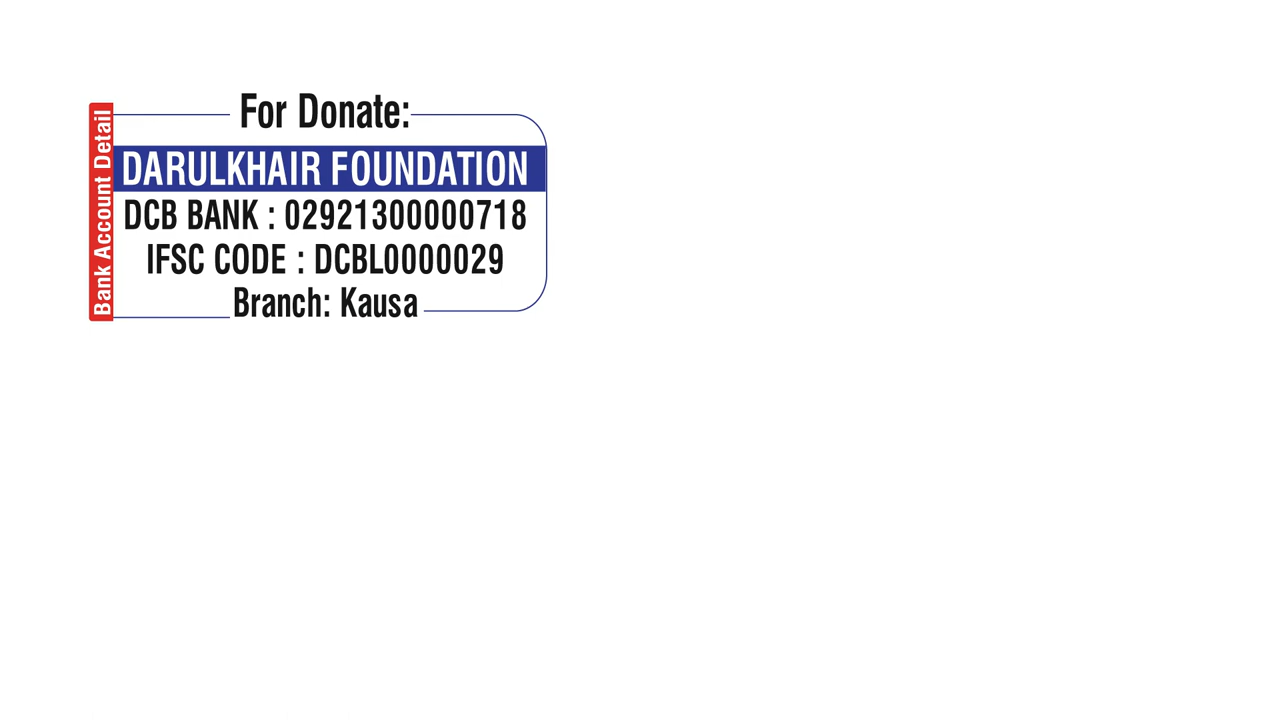 For Donate:
Bank Account Detail
DARULKHAIR FOUNDATION
DCB BANK : 02921300000718
IFSC CODE : DCBL0000029
Branch: Kausa